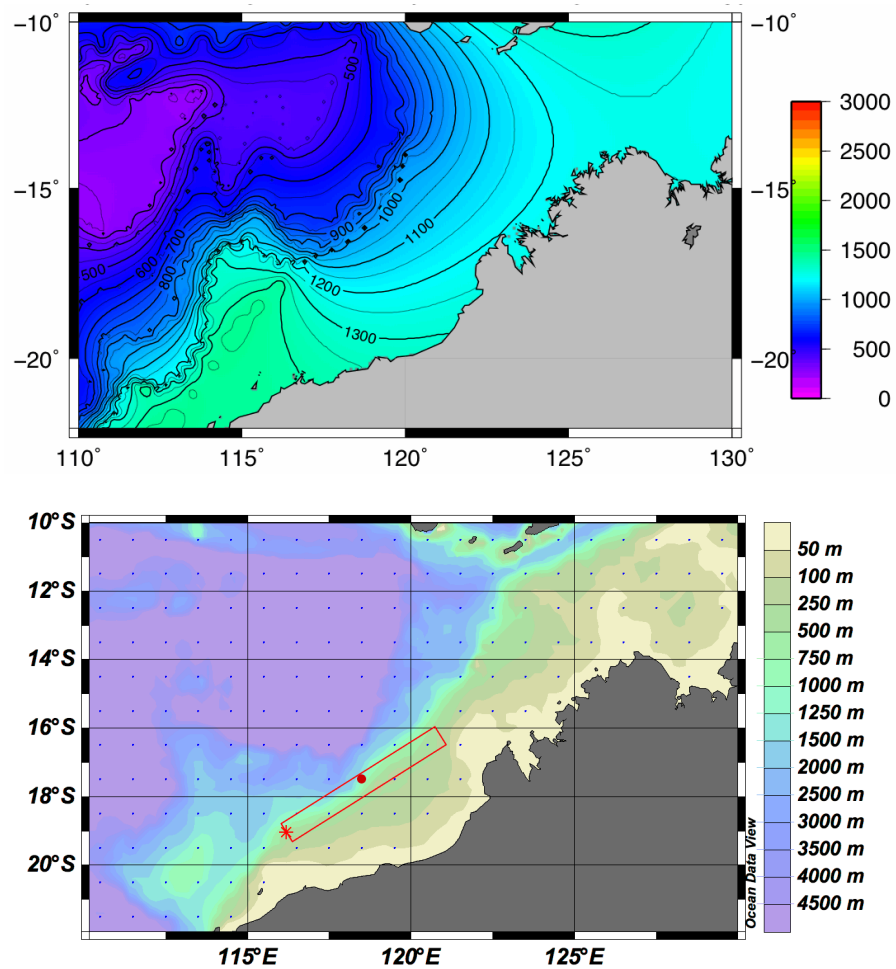 −10°
−10°
3000
2500
−15°
−15°
2000
1500
1000
−20°
−20
500
0
500
500
600
700
800
900
1000
1100
1200
1300
110°
115°
120°
125°
130°
10°S
12°S
14°S
16°S
18°S
20°S
50 m
100 m
250 m
500 m
750 m
1000 m
1250 m
1500 m
2000 m
2500 m
3000 m
3500 m
4000 m
4500 m
Ocean Data View
115°E
120°E
125°E